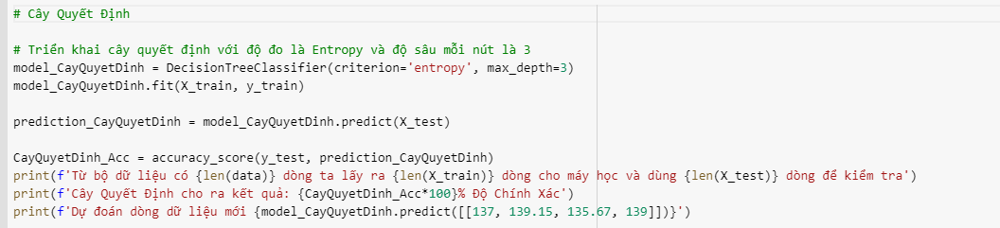 # Cây Quyết Định
# Triển khai cây quyết định với độ đo là Entropy và độ sâu mỗi nút là 3
model_CayQuyetDinh = DecisionTreeClassifier(criterion='entropy', max_depth=3)
model_CayQuyetDinh.fit(X_train, y_train)
prediction_CayQuyetDinh = model_CayQuyetDinh.predict(X_test)
CayQuyetDinh_Acc = accuracy_score(y_test, prediction_CayQuyetDinh)
print(f'Từ bộ dữ liệu có {len(data)} dòng ta lấy ra {len(X_train)} dòng cho máy học và dùng {len(X_test)} dòng để kiểm tra')
print(f'Cây Quyết Định cho ra kết quả: {CayQuyetDinh_Acc*100}% Độ Chính Xác')
print(f'Dự đoán dòng dữ liệu mới {model_CayQuyetDinh.predict([[137, 139.15, 135.67, 139]])}')